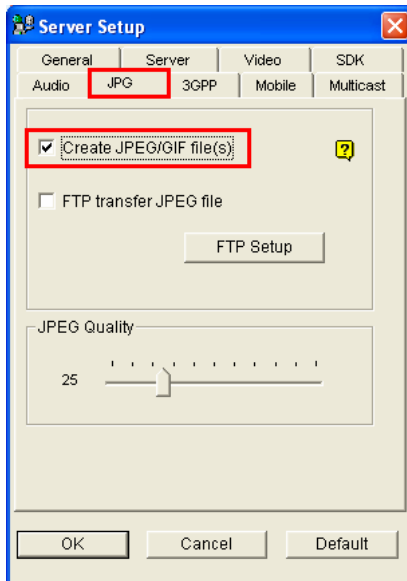 Server Setup
General Server Video SDK
Audio JPG 3GPP Mobile Multicast
Create JPEG/GIF file(s)
?
FTP transfer JPEG file
FTP Setup
JPEG Quality
25
OK Cancel Default